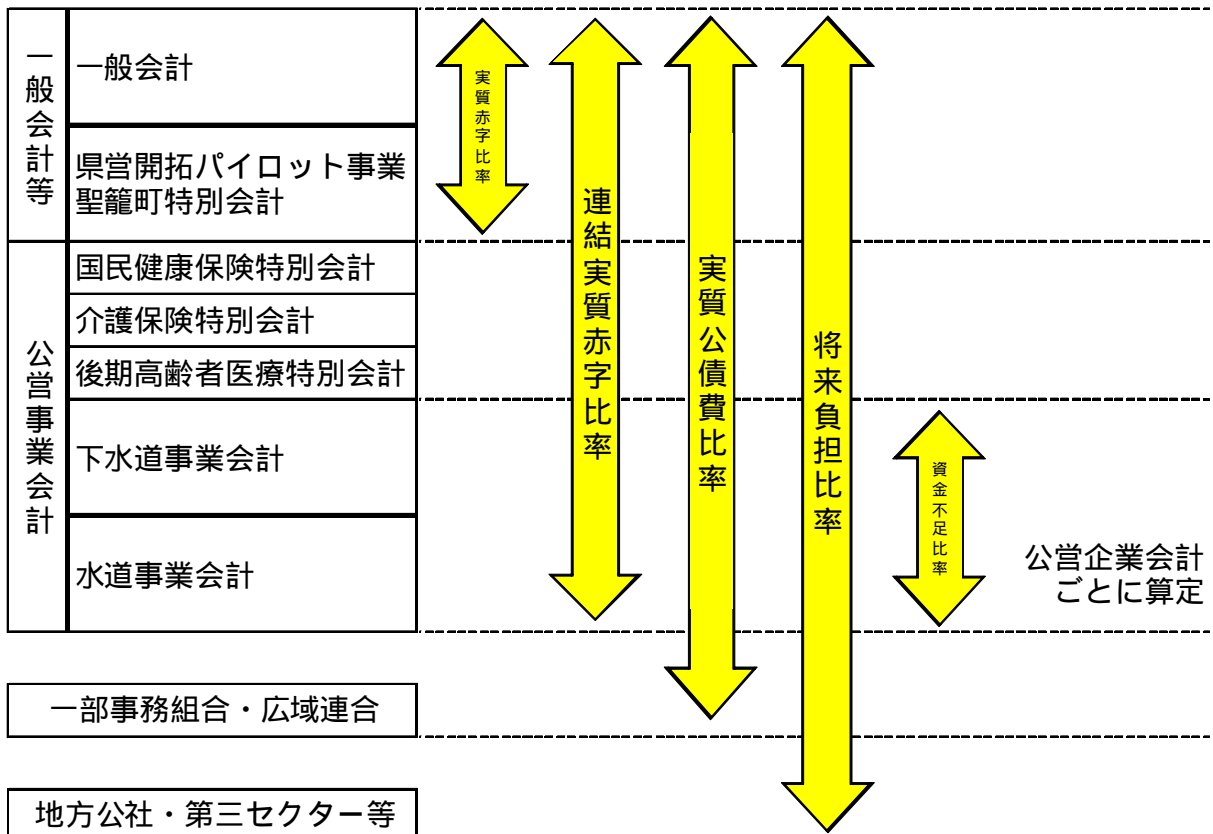 一般会計等
一般会計
県営開拓パイロット事業
聖籠町特別会計
公営事業会計
国民健康保険特別会計
介護保険特別会計
後期高齢者医療特別会計
下水道事業会計
水道事業会計
一部事務組合・広域連合
地方公社・第三セクター等
実質赤字比率
連結実質赤字比率
実質公債費比率
将来負担比率
資金不足比率
公営企業会計
ごとに算定